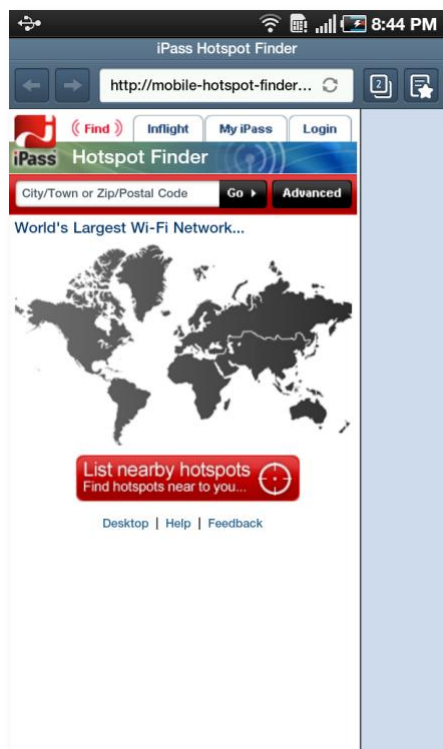 8:44 PM
iPass Hotspot Finder
http://mobile-hotspot-finder...
2
Find
Inflight
My iPass
Login
iPass Hotspot Finder
City/Town or Zip/Postal Code
Go
Advanced
World's Largest Wi-Fi Network...
List nearby hotspots
Find hotspots near to you...
Desktop | Help | Feedback